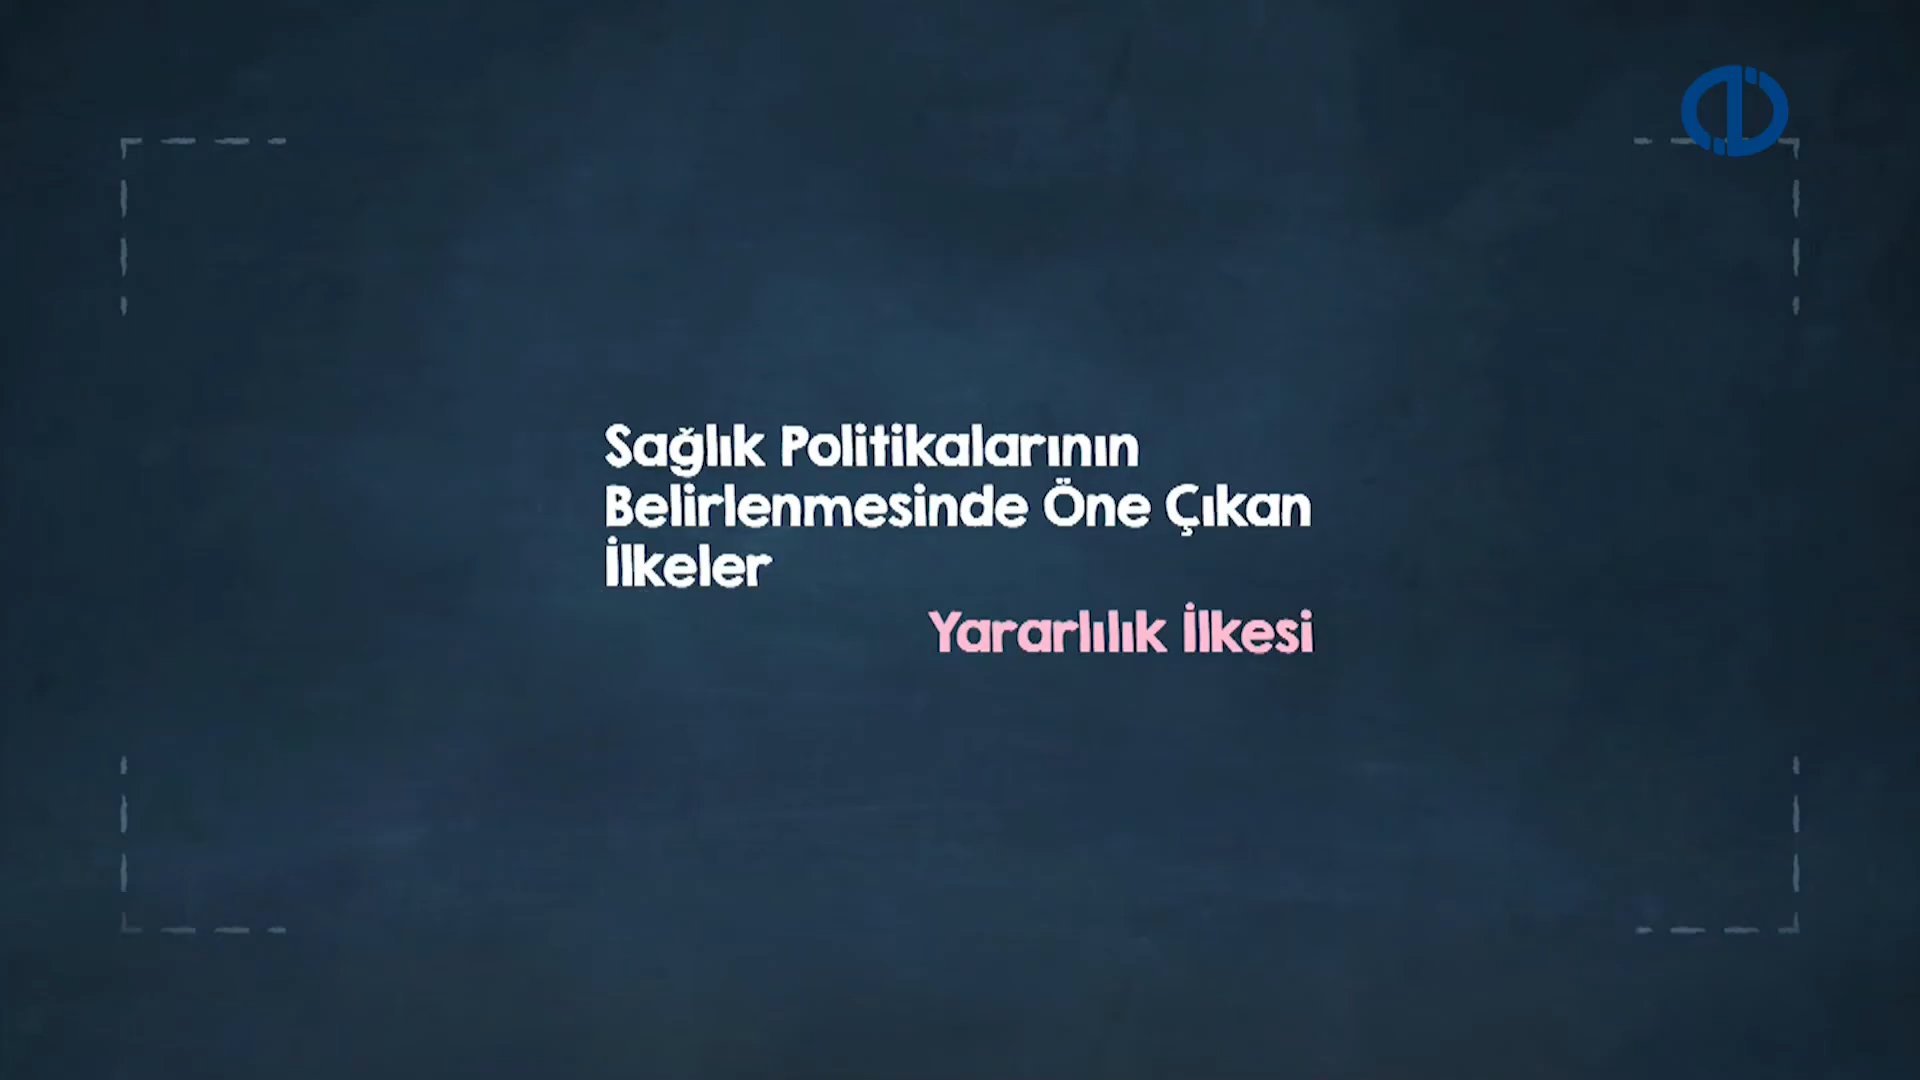 Sağlık Politikalarının
Belirlenmesinde Öne Çıkan
İlkeler
Yararlılık İlkesi